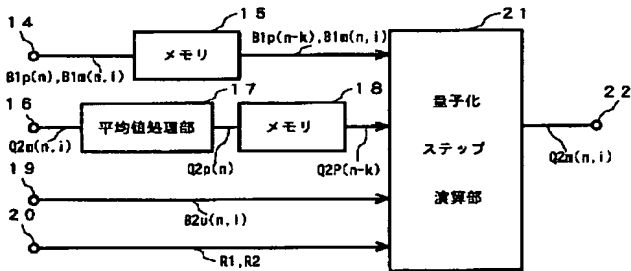 14
15
メモリ
B1p(n),B1m(n,i)
B1p(n-k),B1m(n,i)
16
17
平均値処理部
18
メモリ
Q2m(n,i)
Q2p(n)
Q2P(n-k)
19
B2u(n,i)
20
R1,R2
21
量子化
ステップ
演算部
22
Q2m(n,i)